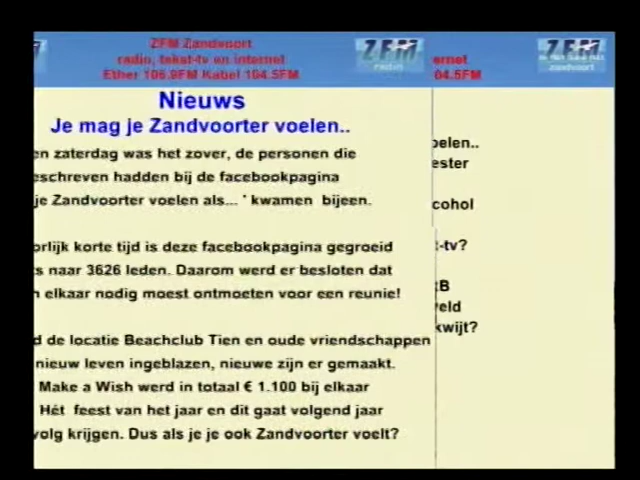 ZFM Zandvoort
radio, tekst-tv en internet
Ether 106.9FM Kabel 104.5FM
ZFM
radio
ernet
04.5FM
ZFM
zandvoort
Nieuws
Je mag je Zandvoorter voelen..
en zaterdag was het zover, de personen die
eschreven hadden bij de facebookpagina
je Zandvoorter voelen als... ' kwamen bijeen.
orlijk korte tijd is deze facebookpagina gegroeid
s naar 3626 leden. Daarom werd er besloten dat
n elkaar nodig moest ontmoeten voor een reunie!
d de locatie Beachclub Tien en oude vriendschappen
nieuw leven ingeblazen, nieuwe zijn er gemaakt.
Make a Wish werd in totaal € 1.100 bij elkaar
Hét feest van het jaar en dit gaat volgend jaar
volg krijgen. Dus als je je ook Zandvoorter voelt?
oelen..
ester
cohol
t-tv?
B
veld
kwijt?